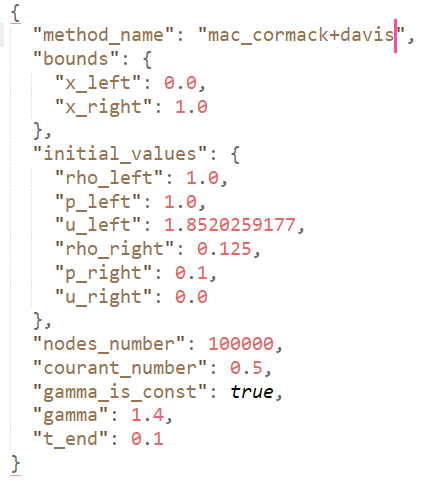 {
  "method_name": "mac_cormack+davis",
  "bounds": {
    "x_left": 0.0,
    "x_right": 1.0
  },
  "initial_values": {
    "rho_left": 1.0,
    "p_left": 1.0,
    "u_left": 1.8520259177,
    "rho_right": 0.125,
    "p_right": 0.1,
    "u_right": 0.0
  },
  "nodes_number": 100000,
  "courant_number": 0.5,
  "gamma_is_const": true,
  "gamma": 1.4,
  "t_end": 0.1
}